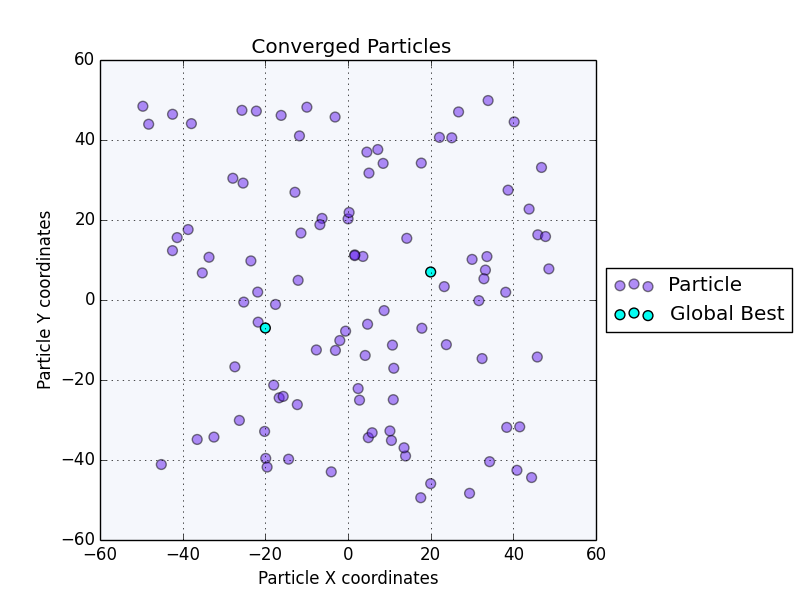 Converged Particles
60
40
20
0
−20
−40
−60
−60
−40
−20
0
20
40
60
Particle X coordinates
Particle Y coordinates
Particle
Global Best